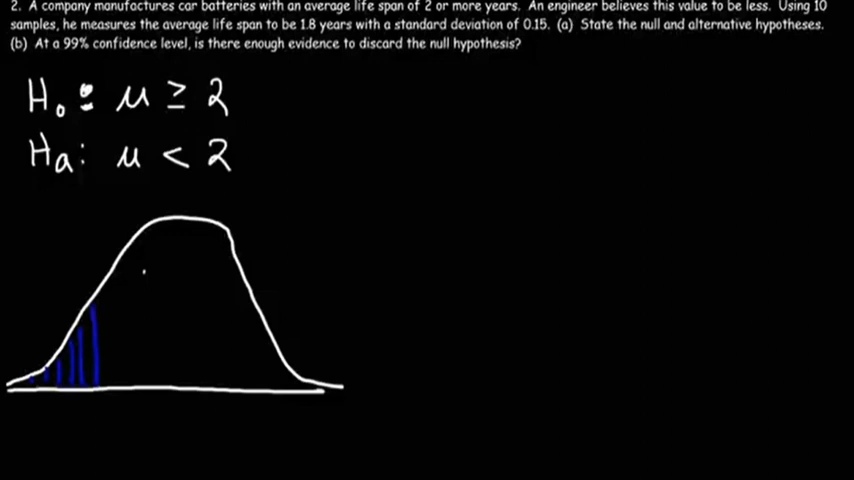 2. A company manufactures car batteries with an average life span of 2 or more years. An engineer believes this value to be less. Using 10
samples, he measures the average life span to be 1.8 years with a standard deviation of 0.15. (a) State the null and alternative hypotheses.
(b) At a 99% confidence level, is there enough evidence to discard the null hypothesis?
H₀: μ ≥ 2
Hₐ: μ < 2